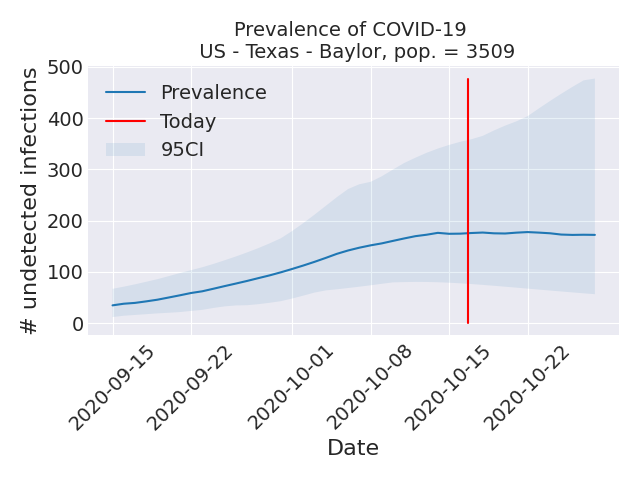 Prevalence of COVID-19
US - Texas - Baylor, pop. = 3509
# undetected infections
500
400
300
200
100
0
Prevalence
Today
95CI
2020-09-15
2020-09-22
2020-10-01
2020-10-08
2020-10-15
2020-10-22
Date